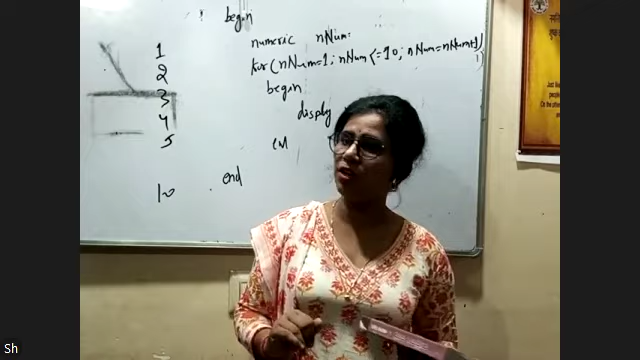 begin
numeric nNum;
for(nNum=1; nNum<=10; nNum=nNum+1)
begin
display
end
end
1
2
3
4
5
10
Sh